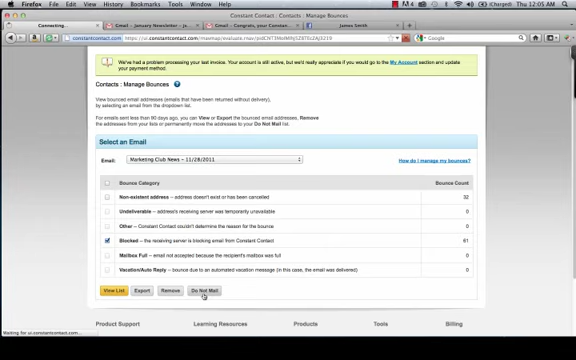 Firefox File Edit View History Bookmarks Tools Window Help
(Charged) Thu 12:05 AM
Constant Contact : Contacts : Manage Bounces
Connecting...
Gmail – January Newsletter – j
Gmail – Congrats, your Constan
James Smith
constantcontact.com
Google
We've had a problem processing your last invoice. Your account is still active, but we'd really appreciate if you would go to the My Account section and update
your payment method.
Contacts : Manage Bounces
View bounced email addresses (emails that have been returned without delivery),
by selecting an email from the dropdown list.
For emails sent less than 60 days ago, you can View or Export the bounced email addresses, Remove
the addresses from your lists or permanently move the addresses to your Do Not Mail list.
Select an Email
Email: Marketing Club News – 11/28/2011
How do I manage my bounces?
Bounce Category Bounce Count
Non-existent address – address doesn't exist or has been cancelled 32
Undeliverable – address's receiving server was temporarily unavailable 0
Other – Constant Contact couldn't determine the reason for the bounce 0
Blocked – the receiving server is blocking email from Constant Contact 61
Mailbox Full – email not accepted because the recipient's mailbox was full 0
Vacation/Auto Reply – bounce due to an automated vacation message (in this case, the email was delivered) 0
View List Export Remove Do Not Mail
Product Support Learning Resources Products Tools Billing
Waiting for ui.constantcontact.com...